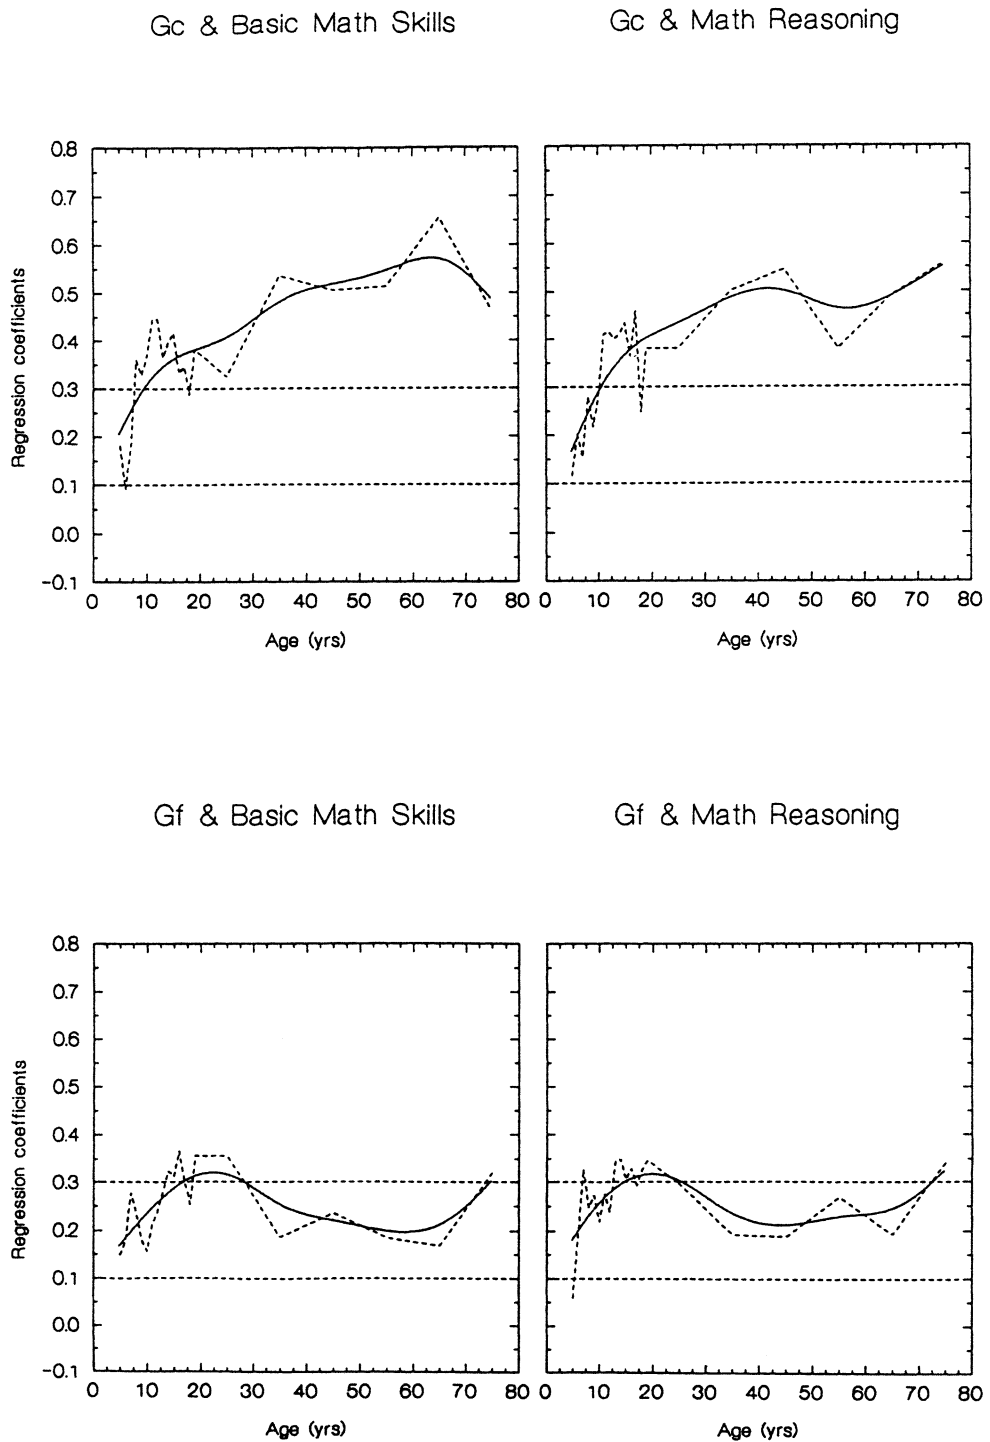 Gc & Basic Math Skills
Gc & Math Reasoning
0.8
0.7
0.6
0.5
0.4
0.3
0.2
0.1
0.0
-0.1
Regression coefficients
0 10 20 30 40 50 60 70 80
0 10 20 30 40 50 60 70 80
Age (yrs)
Age (yrs)
Gf & Basic Math Skills
Gf & Math Reasoning
0.8
0.7
0.6
0.5
0.4
0.3
0.2
0.1
0.0
-0.1
Regression coefficients
0 10 20 30 40 50 60 70 80
0 10 20 30 40 50 60 70 80
Age (yrs)
Age (yrs)